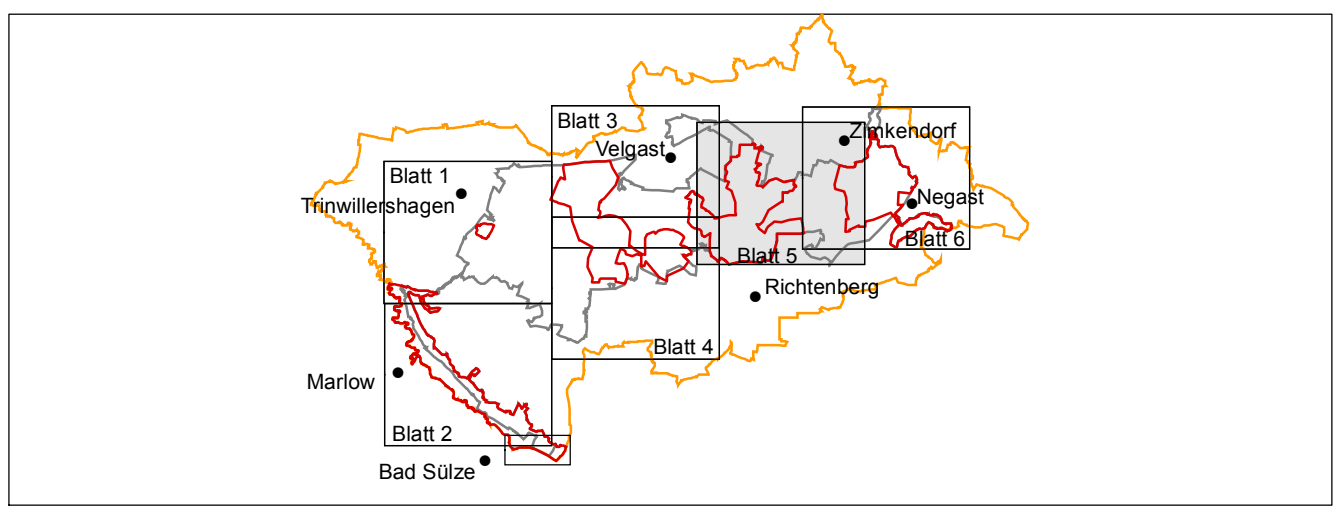 Blatt 3
Zimkendorf
Velgast
Blatt 1
Trinwillershagen
Negast
Blatt 6
Blatt 5
Richtenberg
Blatt 4
Marlow
Blatt 2
Bad Sülze